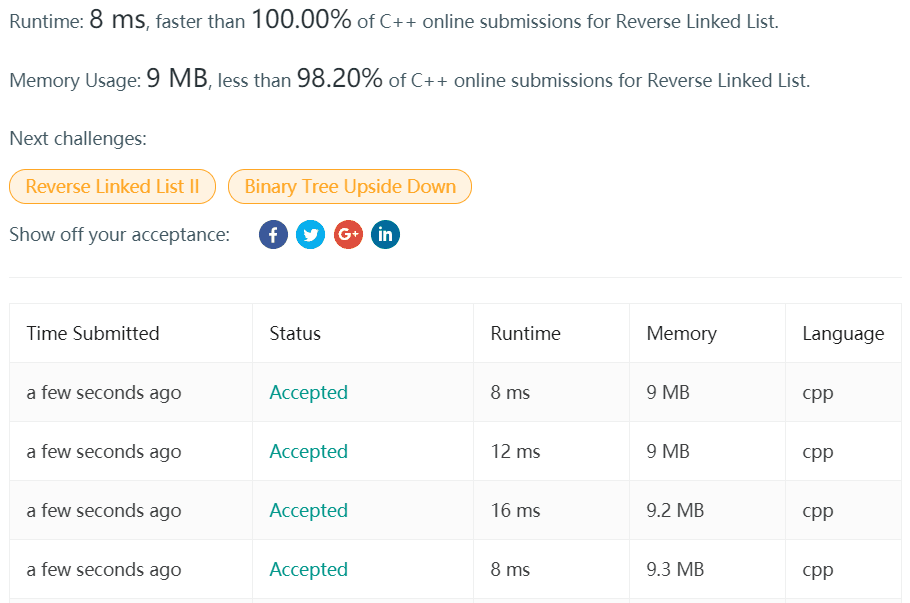 Runtime: 8 ms, faster than 100.00% of C++ online submissions for Reverse Linked List.
Memory Usage: 9 MB, less than 98.20% of C++ online submissions for Reverse Linked List.
Next challenges:
Reverse Linked List II Binary Tree Upside Down
Show off your acceptance: f G+ in
Time Submitted Status Runtime Memory Language
a few seconds ago Accepted 8 ms 9 MB cpp
a few seconds ago Accepted 12 ms 9 MB cpp
a few seconds ago Accepted 16 ms 9.2 MB cpp
a few seconds ago Accepted 8 ms 9.3 MB cpp